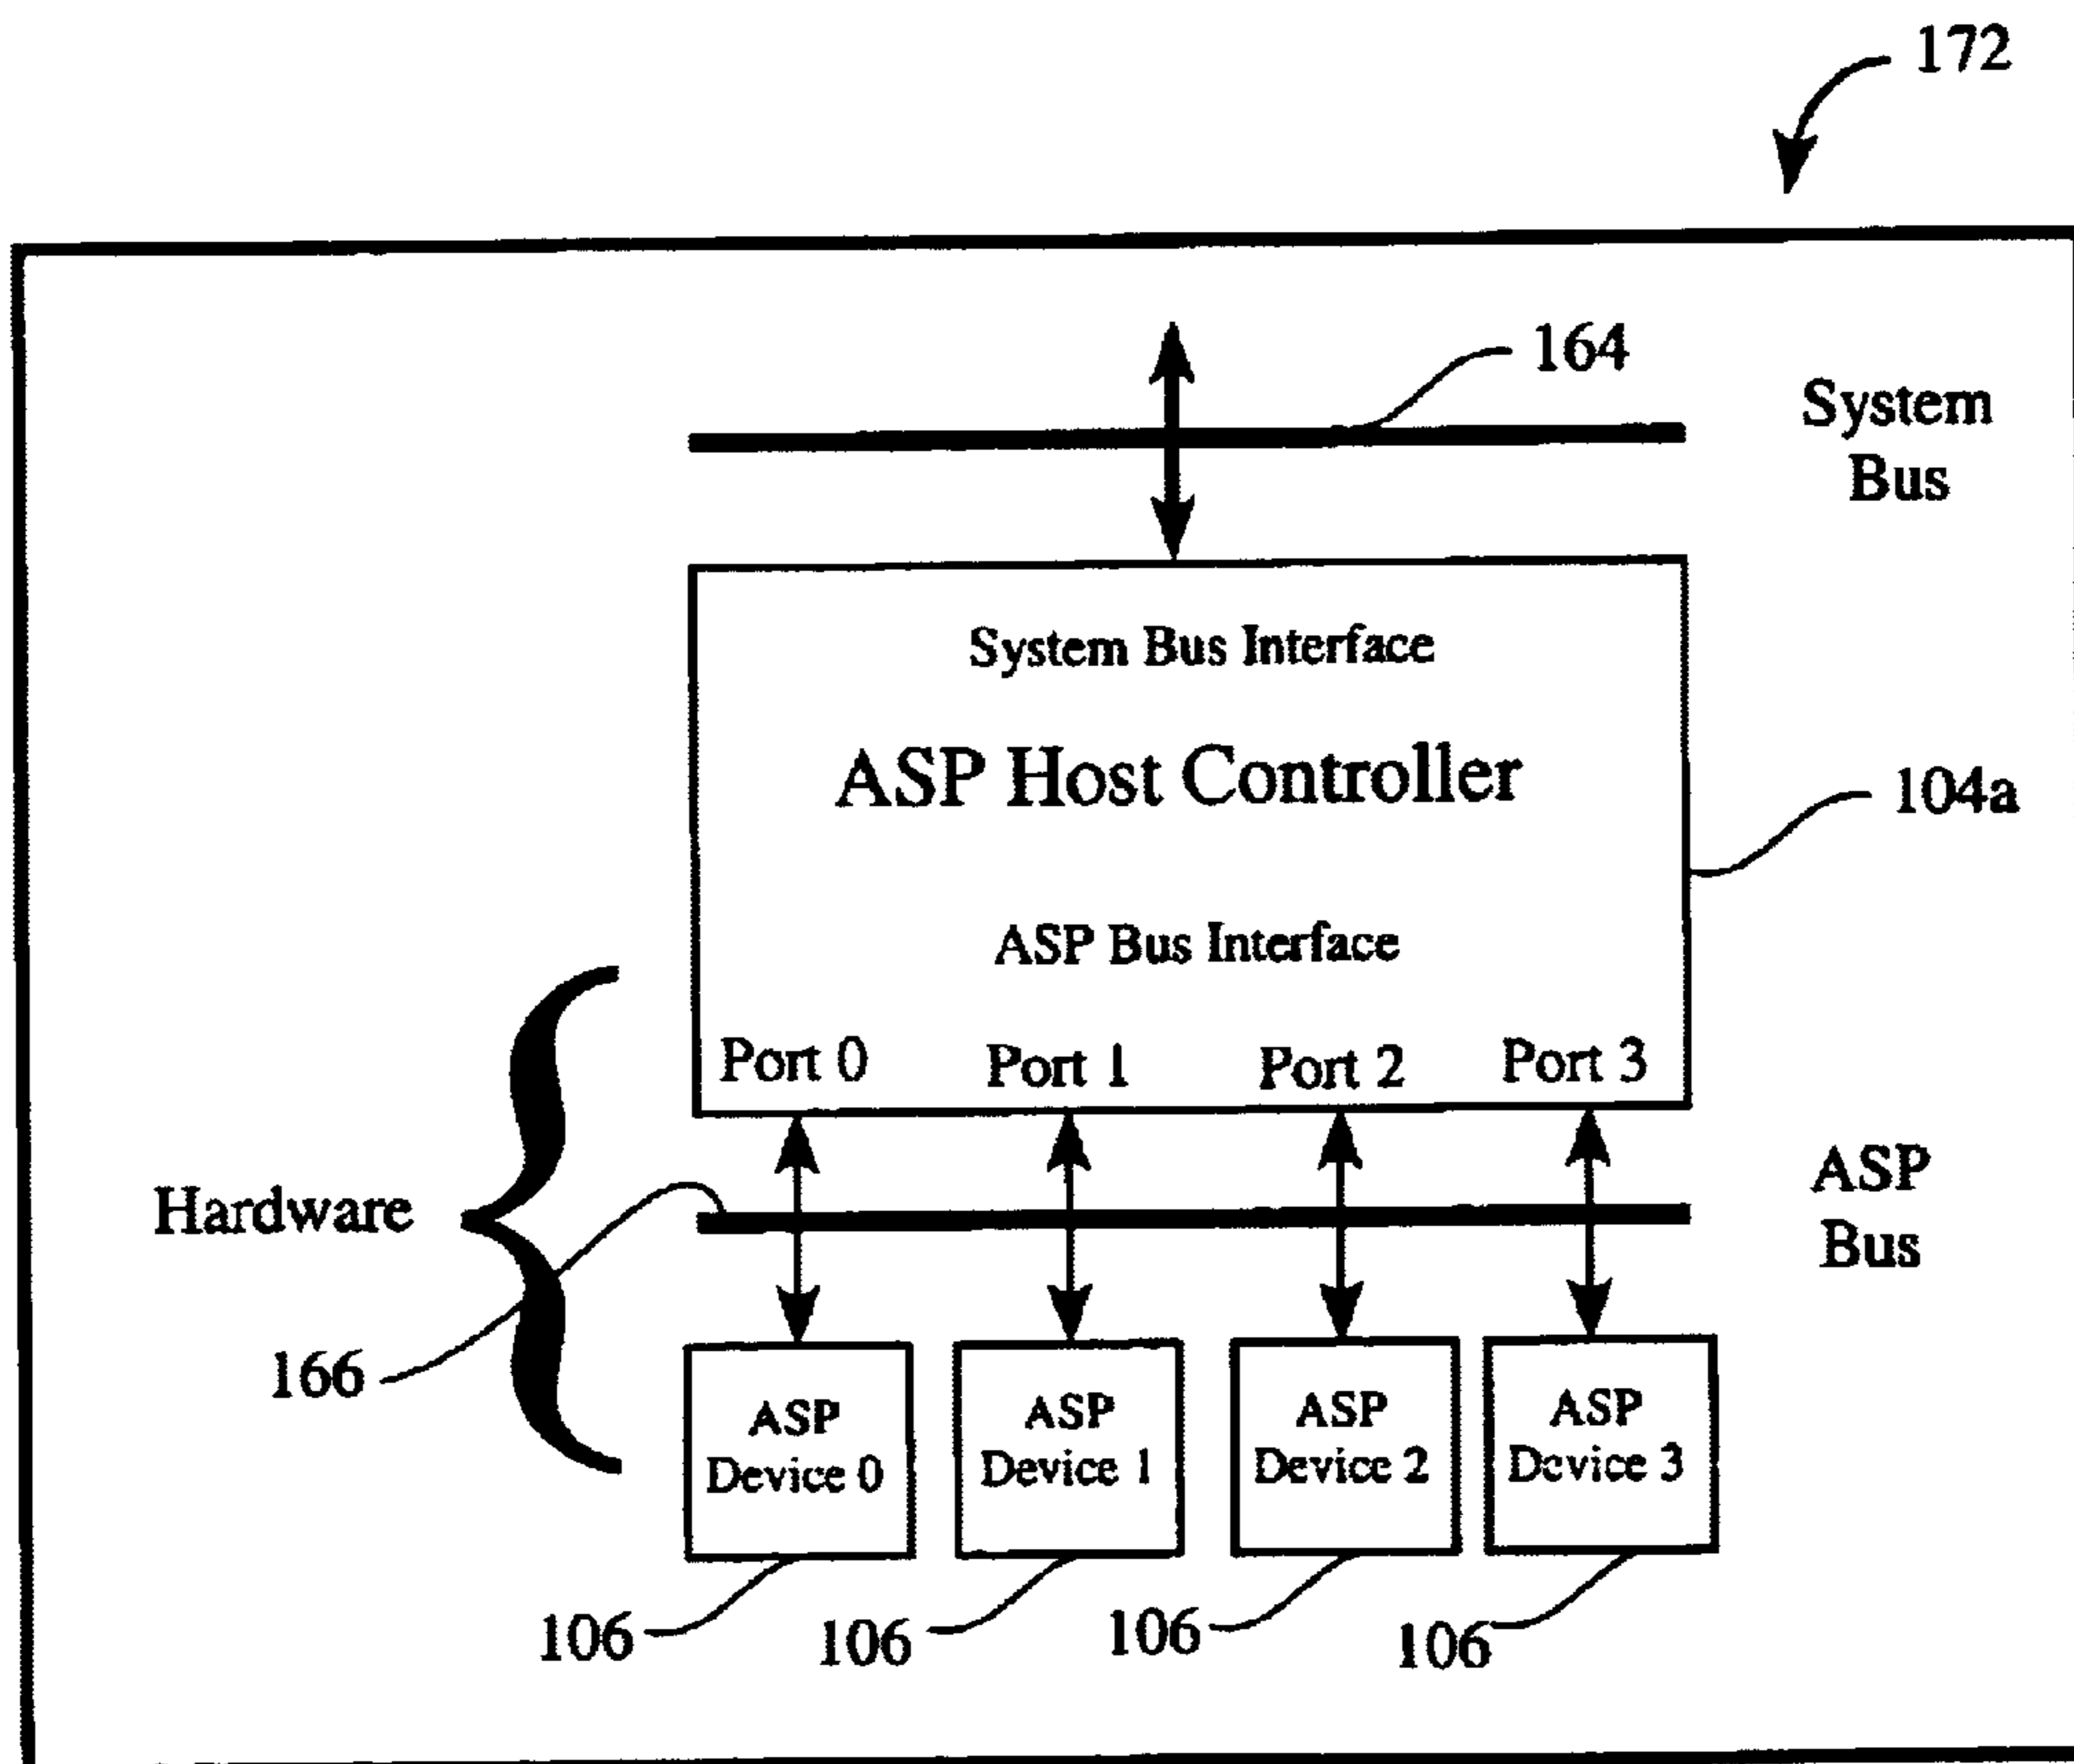 172
164
System
Bus
System Bus Interface
ASP Host Controller
104a
ASP Bus Interface
Port 0 Port 1 Port 2 Port 3
ASP
Bus
Hardware
166
ASP
Device 0
ASP
Device 1
ASP
Device 2
ASP
Device 3
106 106 106 106